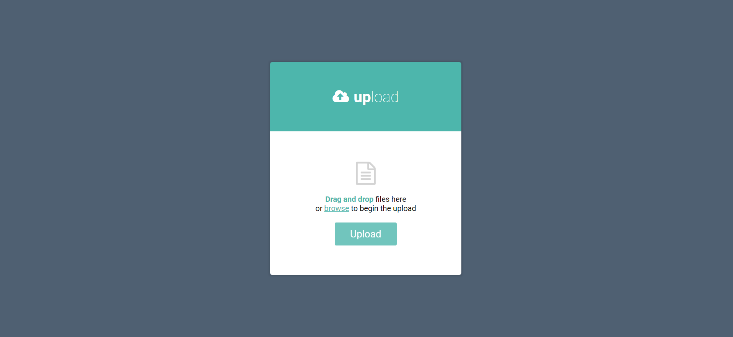 upload
Drag and drop files here
or browse to begin the upload
Upload